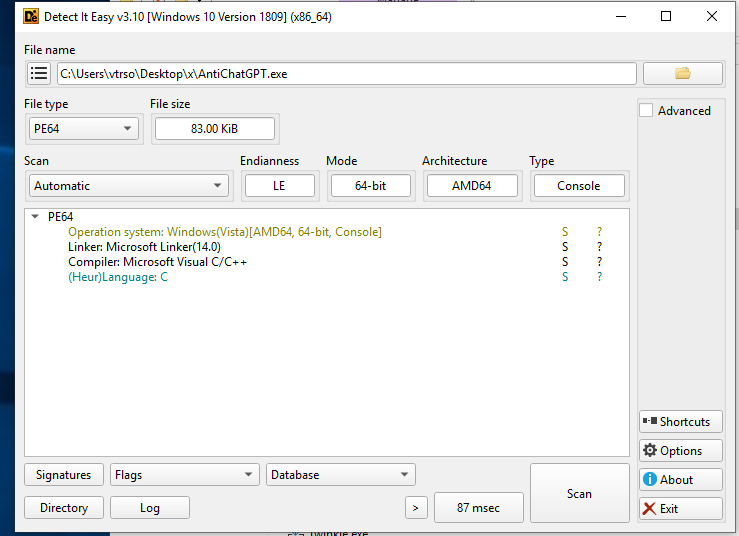 Detect It Easy v3.10 [Windows 10 Version 1809] (x86_64)
File name
C:\Users\vtrso\Desktop\x\AntiChatGPT.exe
File type File size
Advanced
PE64 83.00 KiB
Scan Endianness Mode Architecture Type
Automatic LE 64-bit AMD64 Console
PE64
Operation system: Windows(Vista)[AMD64, 64-bit, Console] S ?
Linker: Microsoft Linker(14.0) S ?
Compiler: Microsoft Visual C/C++ S ?
(Heur)Language: C S ?
Shortcuts
Options
Signatures Flags Database
About
Scan
Directory Log > 87 msec
Exit
Twinkle.exe